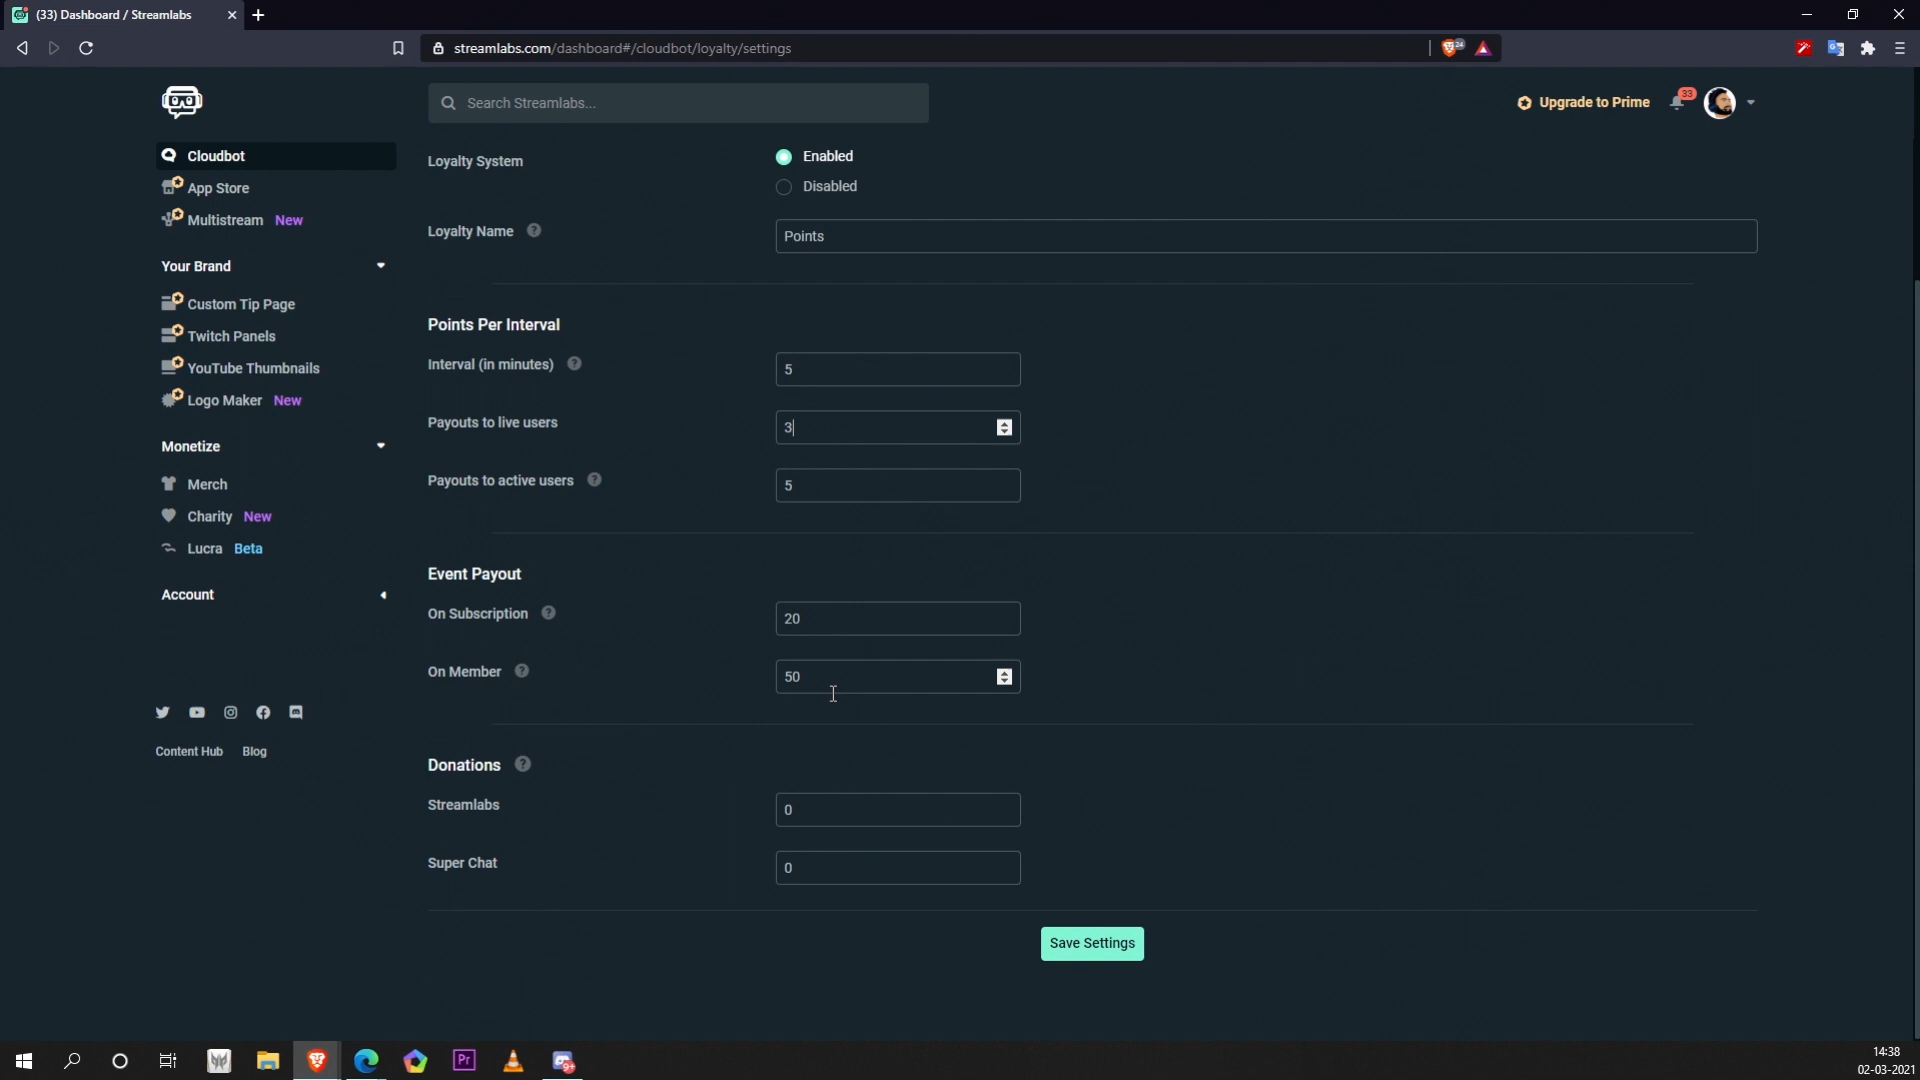 (33) Dashboard / Streamlabs
streamlabs.com/dashboard#/cloudbot/loyalty/settings
24
Search Streamlabs...
Upgrade to Prime
33
Cloudbot
App Store
Multistream New
Your Brand
Custom Tip Page
Twitch Panels
YouTube Thumbnails
Logo Maker New
Monetize
Merch
Charity New
Lucra Beta
Account
Content Hub Blog
Loyalty System
Enabled
Disabled
Loyalty Name ?
Points
Points Per Interval
Interval (in minutes) ?
5
Payouts to live users
3
Payouts to active users ?
5
Event Payout
On Subscription ?
20
On Member ?
50
Donations ?
Streamlabs
0
Super Chat
0
Save Settings
Pr
9+
14:38
02-03-2021